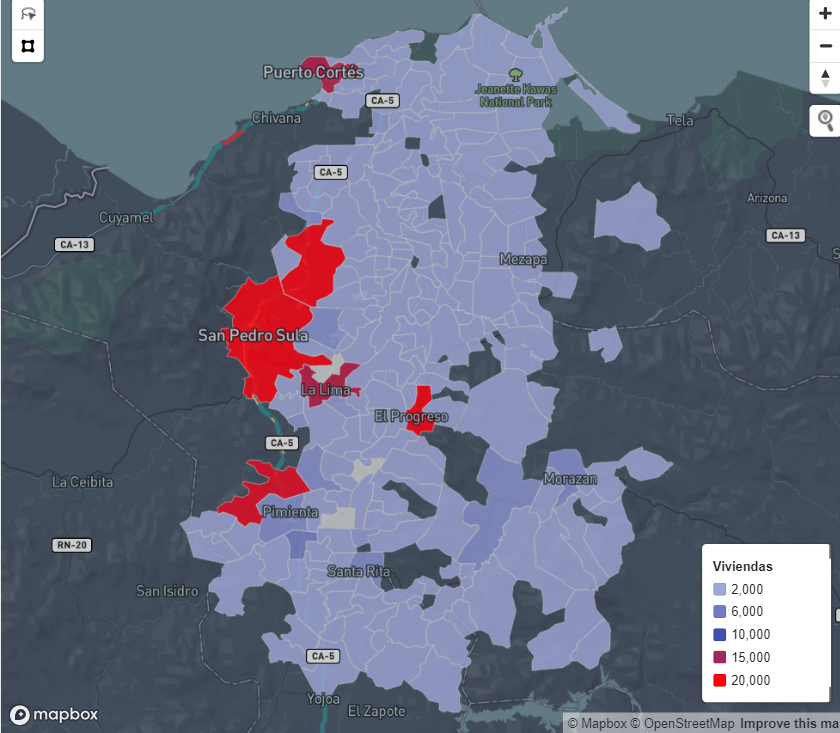 Puerto Cortés
CA-5
Jeanette Kawas
National Park
Chivana
Tela
CA-5
Arizona
Cuyamel
CA-13
CA-13
Mezapa
San Pedro Sula
La Lima
El Progreso
CA-5
La Ceibita
Morazan
Pimienta
RN-20
Santa Rita
San Isidro
CA-5
Yojoa
El Zapote
Viviendas
2,000
6,000
10,000
15,000
20,000
mapbox
© Mapbox © OpenStreetMap Improve this ma